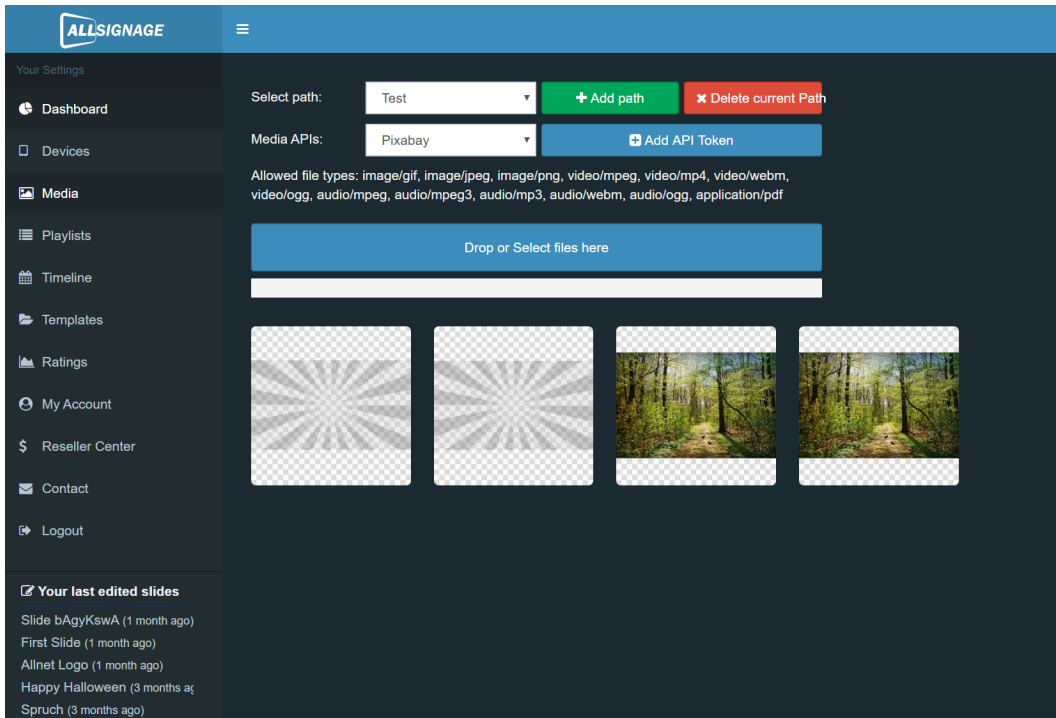 ALLSIGNAGE
Your Settings
Dashboard
Devices
Media
Playlists
Timeline
Templates
Ratings
My Account
Reseller Center
Contact
Logout
Your last edited slides
Slide bAgyKswA (1 month ago)
First Slide (1 month ago)
Allnet Logo (1 month ago)
Happy Halloween (3 months ag
Spruch (3 months ago)
Select path: Test Add path Delete current Path
Media APIs: Pixabay Add API Token
Allowed file types: image/gif, image/jpeg, image/png, video/mpeg, video/mp4, video/webm,
video/ogg, audio/mpeg, audio/mpeg3, audio/mp3, audio/webm, audio/ogg, application/pdf
Drop or Select files here